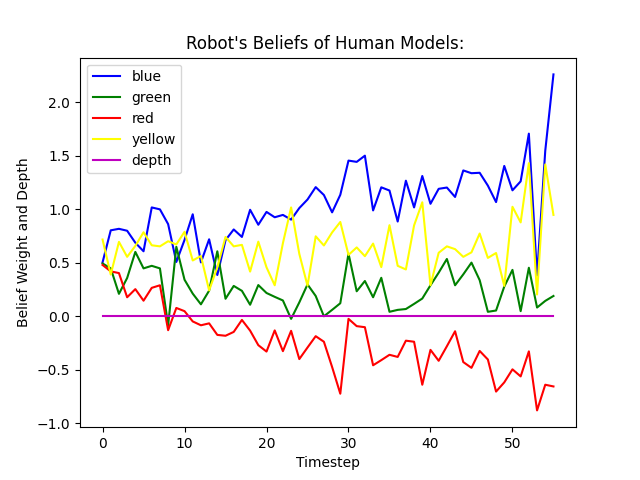 Robot's Beliefs of Human Models:
blue
green
red
yellow
depth
Belief Weight and Depth
2.0
1.5
1.0
0.5
0.0
−0.5
−1.0
0 10 20 30 40 50
Timestep